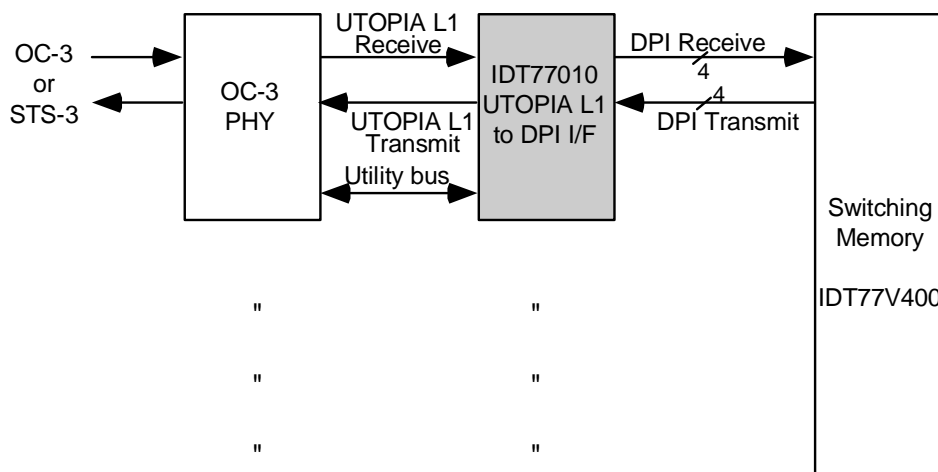 OC-3
or
STS-3
OC-3
PHY
UTOPIA L1
Receive
UTOPIA L1
Transmit
Utility bus
IDT77010
UTOPIA L1
to DPI I/F
DPI Receive
4
4
DPI Transmit
Switching
Memory
IDT77V400
" "
" "
" "